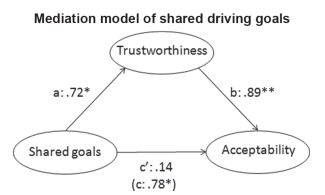 Mediation model of shared driving goals
Trustworthiness
a: .72*
b: .89**
Shared goals
Acceptability
c’: .14
(c: .78*)